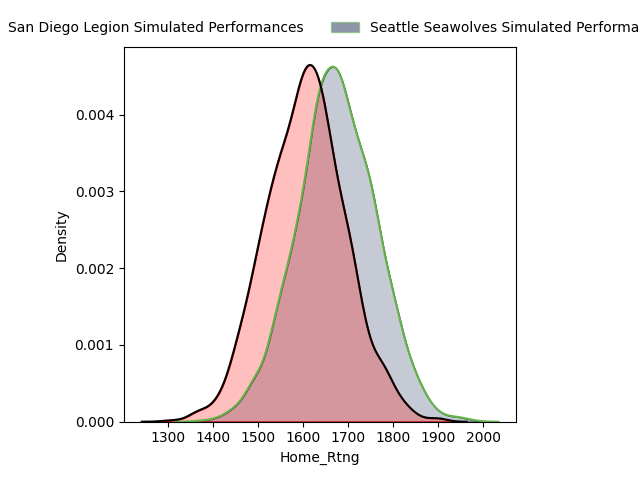 San Diego Legion Simulated Performances
Seattle Seawolves Simulated Performa
0.004
0.003
0.002
0.001
0.000
Density
1300 1400 1500 1600 1700 1800 1900 2000
Home_Rtng